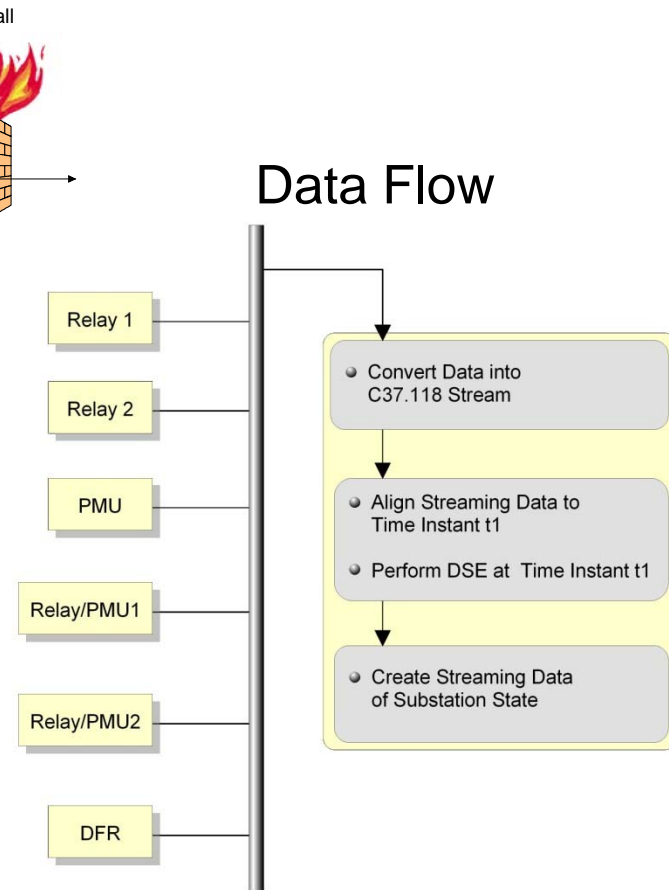 all
Data Flow
Relay 1
Relay 2
PMU
Relay/PMU1
Relay/PMU2
DFR
Convert Data into
C37.118 Stream
Align Streaming Data to
Time Instant t1
Perform DSE at Time Instant t1
Create Streaming Data
of Substation State